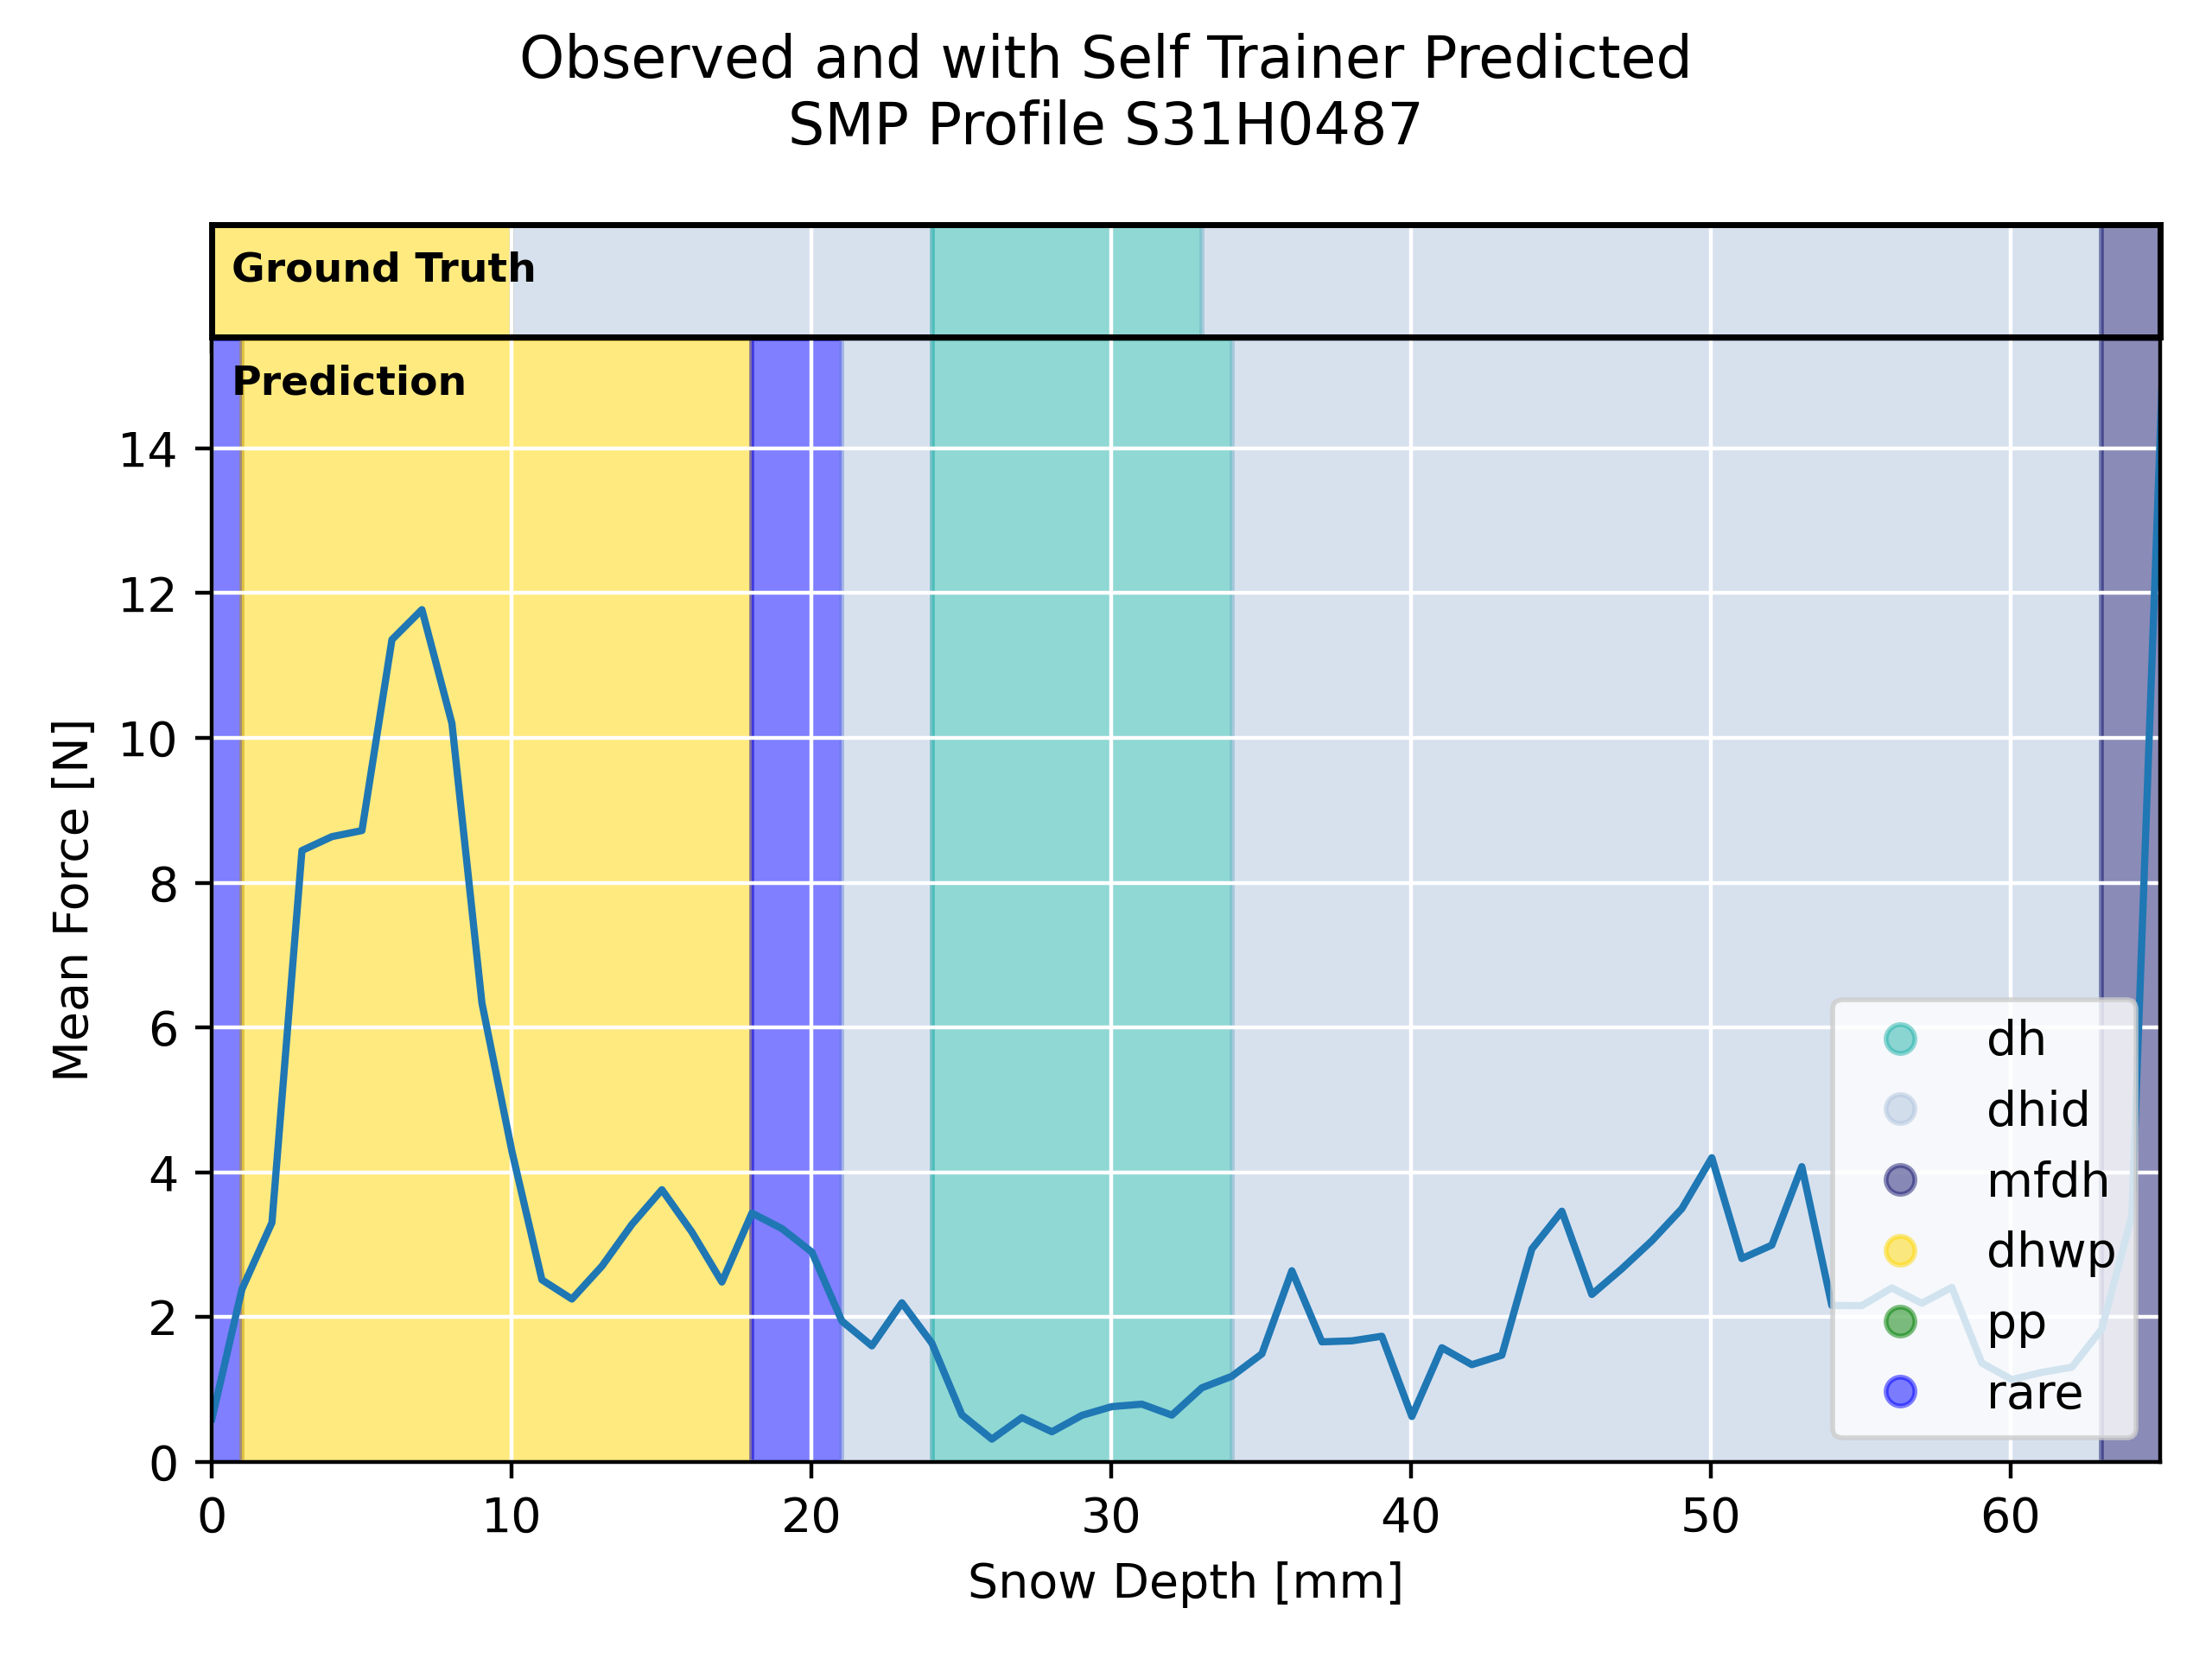 Observed and with Self Trainer Predicted
SMP Profile S31H0487
Ground Truth
Prediction
14
12
10
8
6
4
2
0
Mean Force [N]
dh
dhid
mfdh
dhwp
pp
rare
0 10 20 30 40 50 60
Snow Depth [mm]